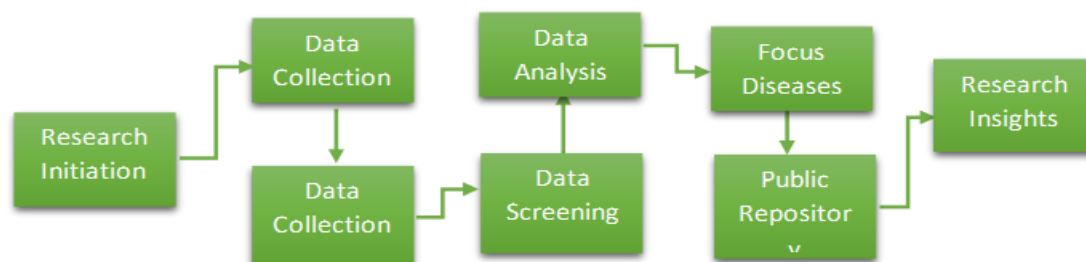 Research
Initiation
Data
Collection
Data
Collection
Data
Screening
Data
Analysis
Focus
Diseases
Public
Repositor
y
Research
Insights